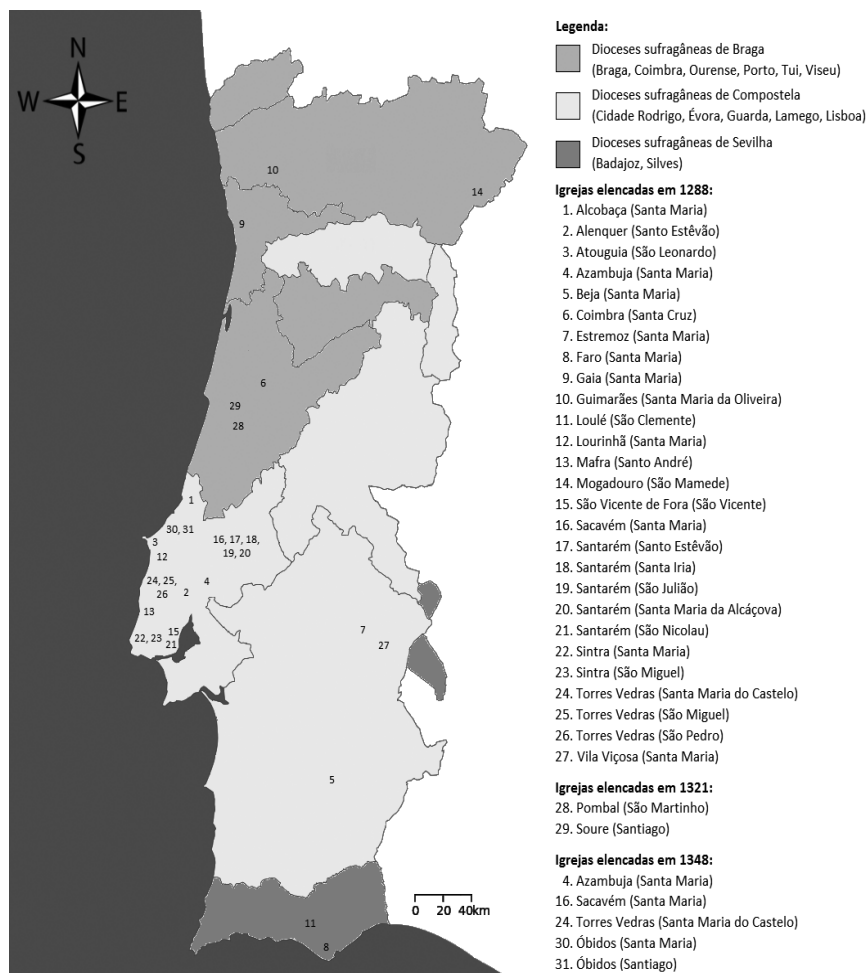 N
W E
S
10
14
9
6
29
28
1
30, 31
3
16, 17, 18,
19, 20
12
24, 25,
26
2
4
13
22, 23
15
21
7
27
5
11
8
0 20 40km
Legenda:
Dioceses sufragâneas de Braga
(Braga, Coimbra, Ourense, Porto, Tui, Viseu)
Dioceses sufragâneas de Compostela
(Cidade Rodrigo, Évora, Guarda, Lamego, Lisboa)
Dioceses sufragâneas de Sevilha
(Badajoz, Silves)
Igrejas elencadas em 1288:
1. Alcobaça (Santa Maria)
2. Alenquer (Santo Estêvão)
3. Atouguia (São Leonardo)
4. Azambuja (Santa Maria)
5. Beja (Santa Maria)
6. Coimbra (Santa Cruz)
7. Estremoz (Santa Maria)
8. Faro (Santa Maria)
9. Gaia (Santa Maria)
10. Guimarães (Santa Maria da Oliveira)
11. Loulé (São Clemente)
12. Lourinhã (Santa Maria)
13. Mafra (Santo André)
14. Mogadouro (São Mamede)
15. São Vicente de Fora (São Vicente)
16. Sacavém (Santa Maria)
17. Santarém (Santo Estêvão)
18. Santarém (Santa Iria)
19. Santarém (São Julião)
20. Santarém (Santa Maria da Alcáçova)
21. Santarém (São Nicolau)
22. Sintra (Santa Maria)
23. Sintra (São Miguel)
24. Torres Vedras (Santa Maria do Castelo)
25. Torres Vedras (São Miguel)
26. Torres Vedras (São Pedro)
27. Vila Viçosa (Santa Maria)
Igrejas elencadas em 1321:
28. Pombal (São Martinho)
29. Soure (Santiago)
Igrejas elencadas em 1348:
4. Azambuja (Santa Maria)
16. Sacavém (Santa Maria)
24. Torres Vedras (Santa Maria do Castelo)
30. Óbidos (Santa Maria)
31. Óbidos (Santiago)